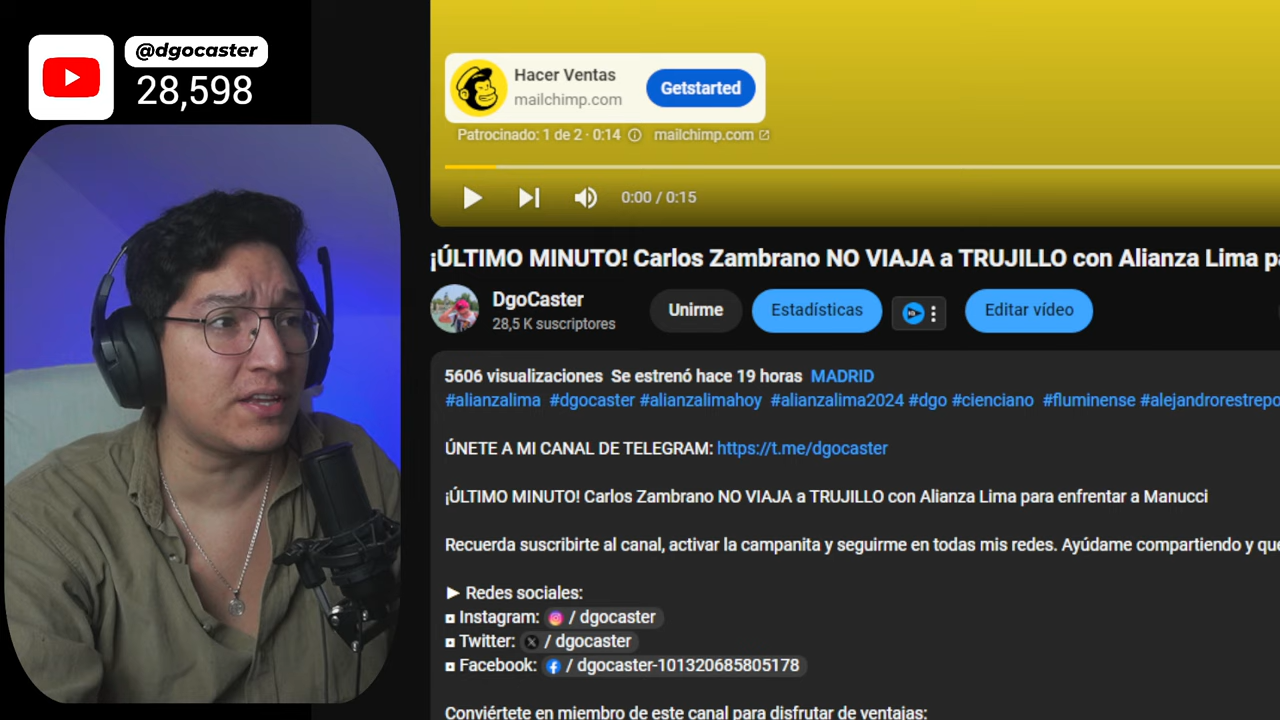 @dgocaster
28,598
Hacer Ventas
mailchimp.com
Getstarted
Patrocinado: 1 de 2 · 0:14 mailchimp.com
0:00 / 0:15
¡ÚLTIMO MINUTO! Carlos Zambrano NO VIAJA a TRUJILLO con Alianza Lima pa
DgoCaster
28,5 K suscriptores
Unirme
Estadísticas
Editar vídeo
5606 visualizaciones Se estrenó hace 19 horas MADRID
#alianzalima #dgocaster #alianzalimahoy #alianzalima2024 #dgo #cienciano #fluminense #alejandrorestrepo
ÚNETE A MI CANAL DE TELEGRAM: https://t.me/dgocaster
¡ÚLTIMO MINUTO! Carlos Zambrano NO VIAJA a TRUJILLO con Alianza Lima para enfrentar a Manucci
Recuerda suscribirte al canal, activar la campanita y seguirme en todas mis redes. Ayúdame compartiendo y que
► Redes sociales:
◘ Instagram: / dgocaster
◘ Twitter: / dgocaster
◘ Facebook: / dgocaster-101320685805178
Conviértete en miembro de este canal para disfrutar de ventajas: